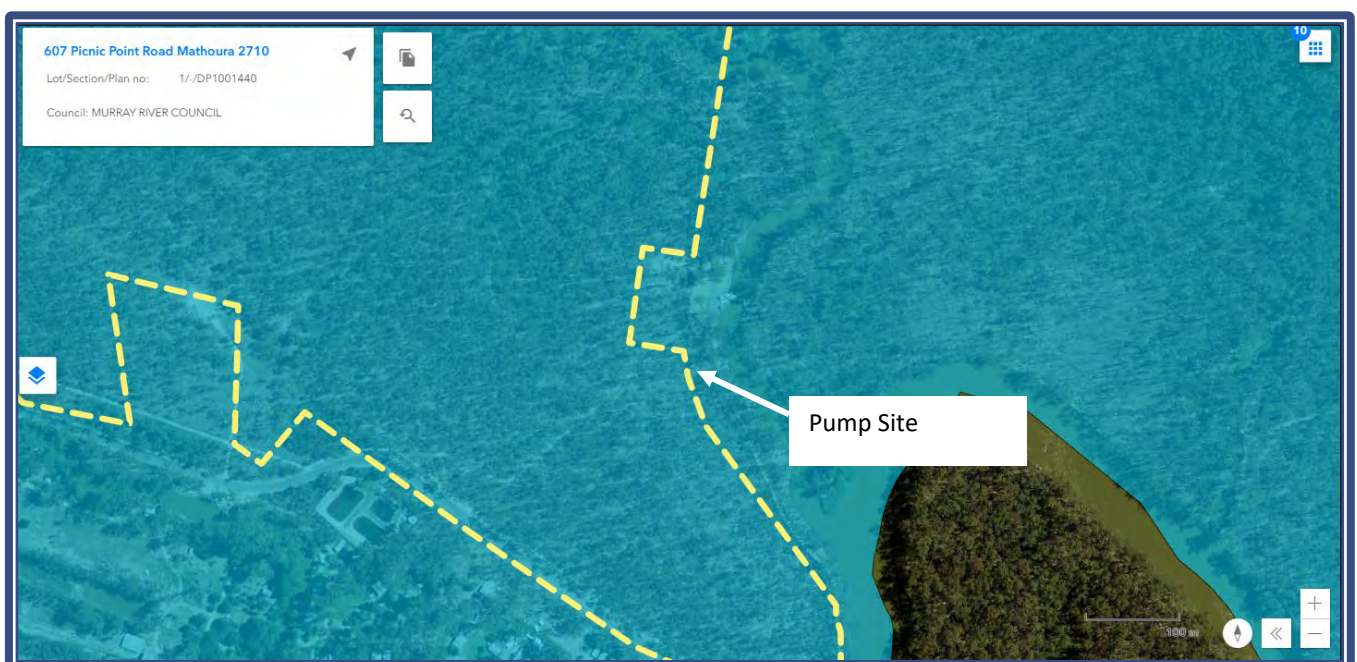 607 Picnic Point Road Mathoura 2710
Lot/Section/Plan no: 1/-/DP1001440
Council: MURRAY RIVER COUNCIL
10
Pump Site
100 m